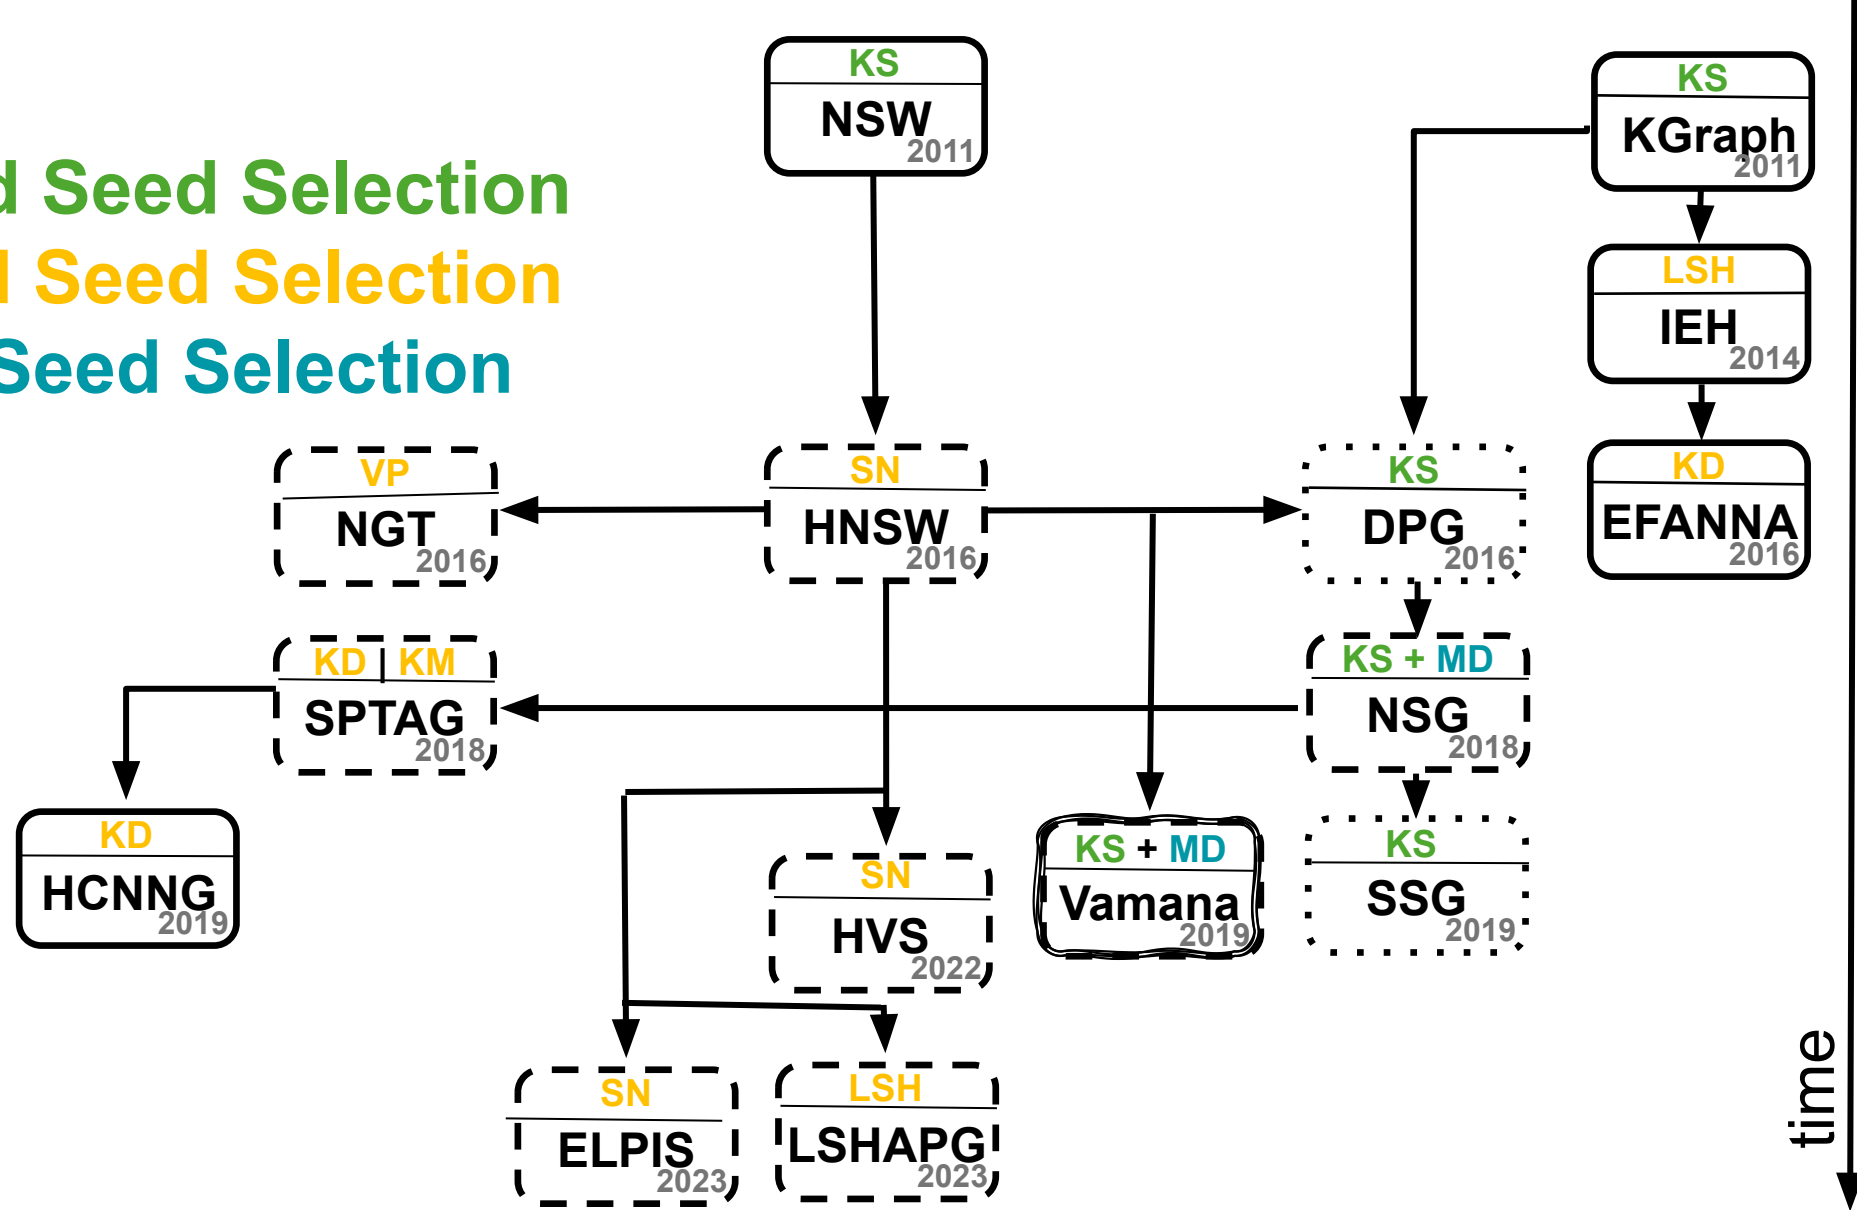 KS
NSW
2011
KS
KGraph
2011
Seed Selection
Seed Selection
Seed Selection
LSH
IEH
2014
VP
NGT
2016
SN
HNSW
2016
KS
DPG
2016
KD
EFANNA
2016
KD | KM
SPTAG
2018
KS + MD
NSG
2018
KD
HCNNG
2019
SN
HVS
2022
KS + MD
Vamana
2019
KS
SSG
2019
SN
ELPIS
2023
LSH
LSHAPG
2023
time